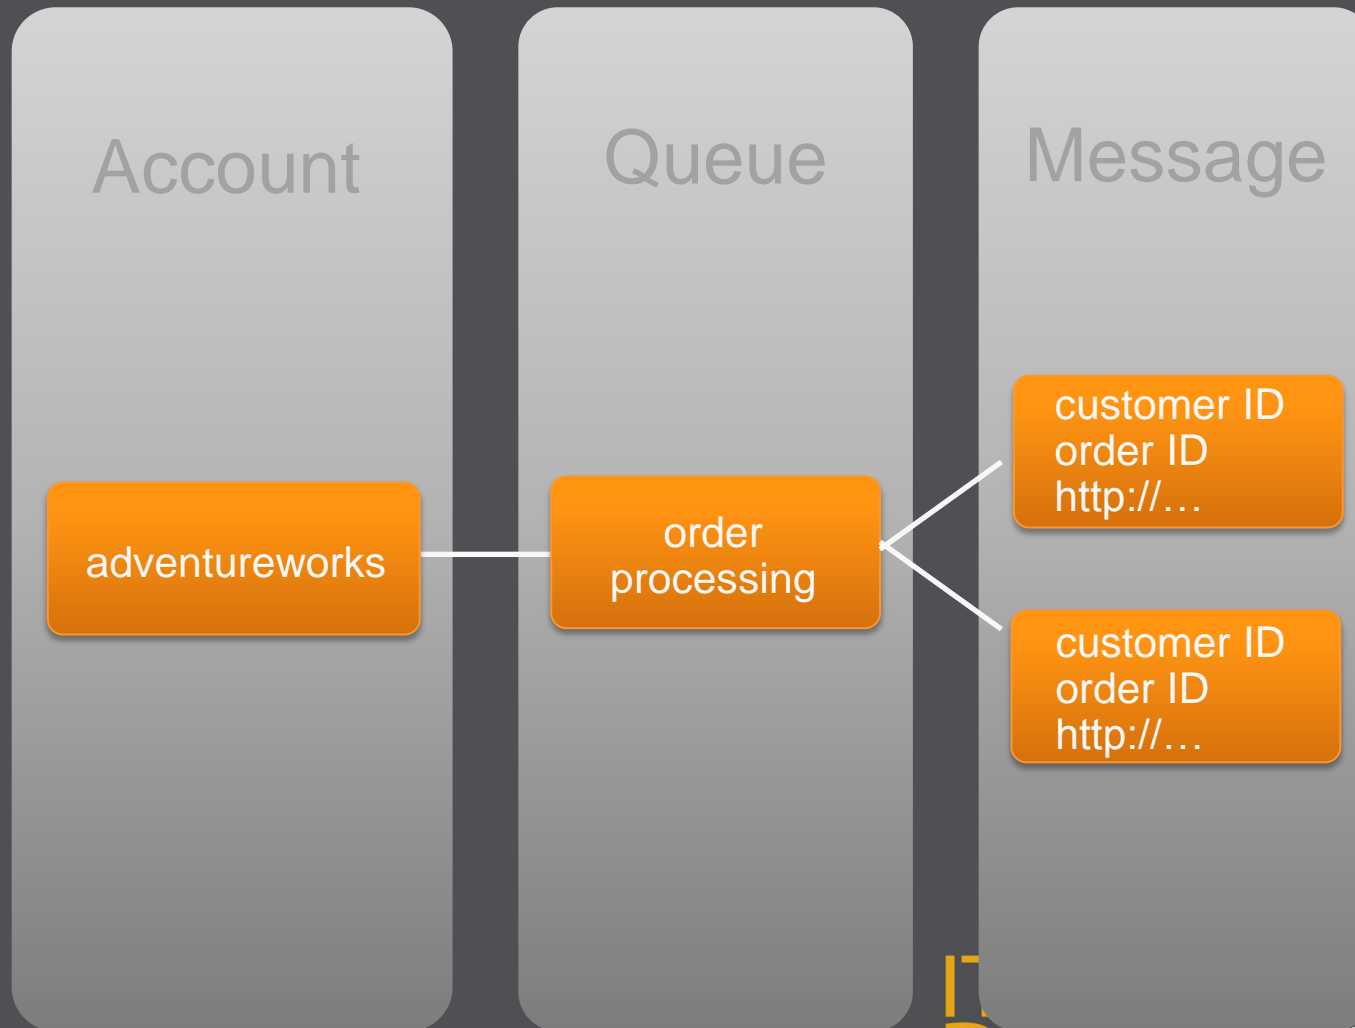 Account
Queue
Message
adventureworks
order
processing
customer ID
order ID
http://…
customer ID
order ID
http://…